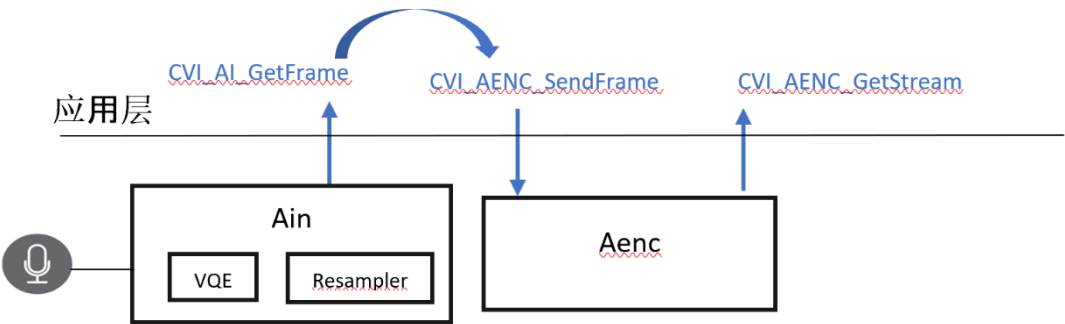 CVI_AI_GetFrame
CVI_AENC_SendFrame
CVI_AENC_GetStream
应用层
Ain
Aenc
VQE
Resampler